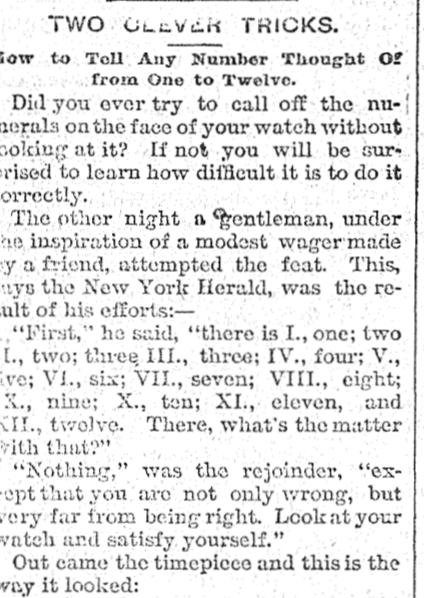 TWO CLEVER TRICKS.
How to Tell Any Number Thought Of
from One to Twelve.
Did you ever try to call off the nu-
merals on the face of your watch without
looking at it? If not you will be sur-
prised to learn how difficult it is to do it
correctly.
The other night a gentleman, under
the inspiration of a modest wager made
by a friend, attempted the feat. This,
says the New York Herald, was the re-
sult of his efforts:—
"First," he said, "there is I., one; two
I., two; three III., three; IV., four; V.,
five; VI., six; VII., seven; VIII., eight;
IX., nine; X., ten; XI., eleven, and
XII., twelve. There, what's the matter
with that?"
"Nothing," was the rejoinder, "ex-
cept that you are not only wrong, but
very far from being right. Look at your
watch and satisfy yourself."
Out came the timepiece and this is the
way it looked: